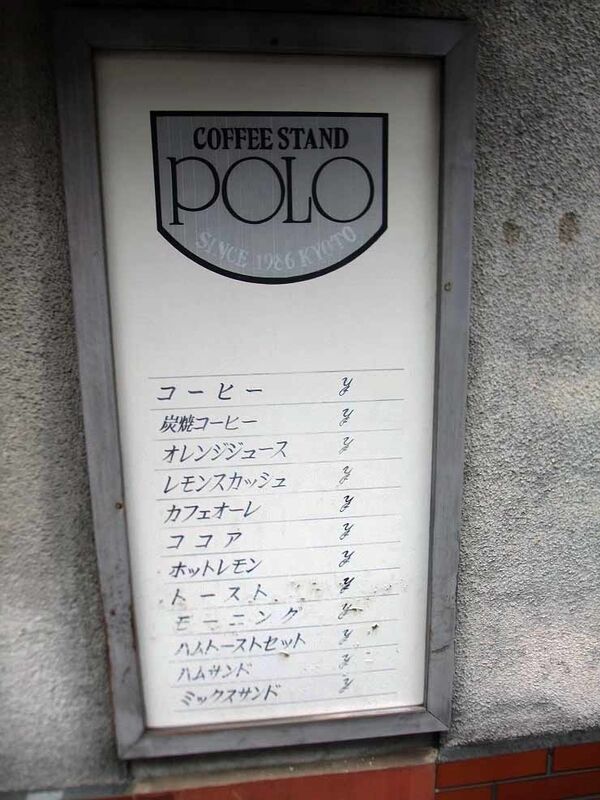 COFFEE STAND
POLO
SINCE 1986 KYOTO
コーヒー y
炭焼コーヒー y
オレンジジュース y
レモンスカッシュ y
カフェオーレ y
ココア y
ホットレモン y
トースト y
モーニング y
ハムトーストセット y
ハムサンド y
ミックスサンド y